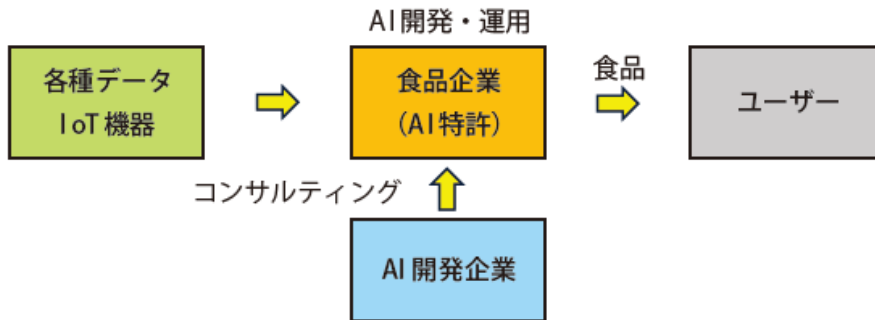 AI開発・運用
各種データ
IoT機器
食品企業
（AI特許）
食品
ユーザー
コンサルティング
AI開発企業